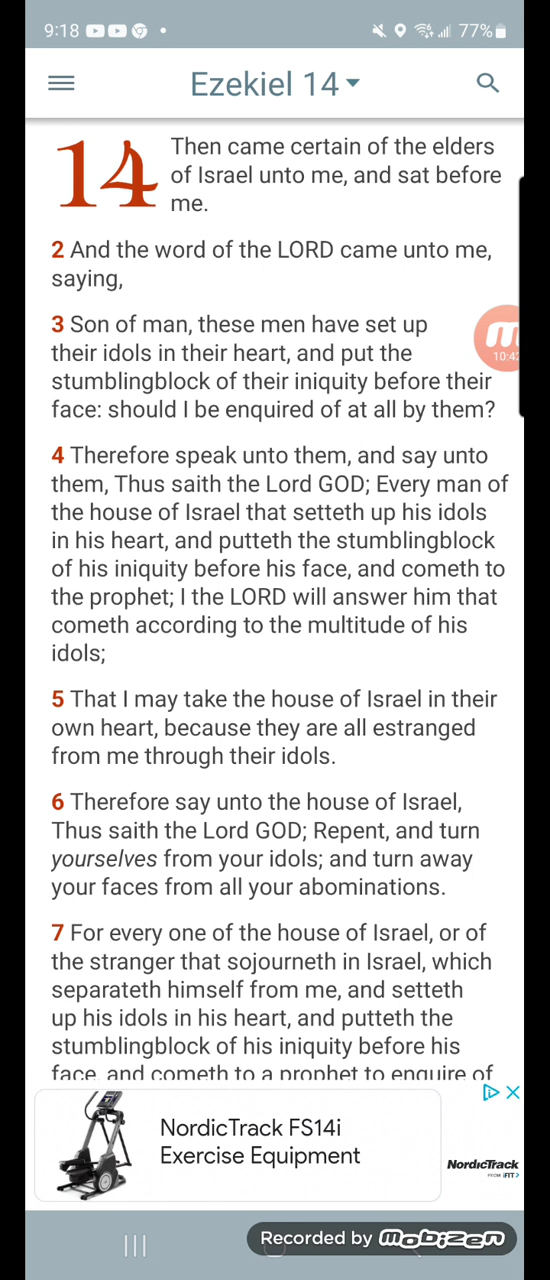 9:18
77%
Ezekiel 14
14 Then came certain of the elders
of Israel unto me, and sat before
me.
2 And the word of the LORD came unto me,
saying,
3 Son of man, these men have set up
their idols in their heart, and put the
stumblingblock of their iniquity before their
face: should I be enquired of at all by them?
10:42
4 Therefore speak unto them, and say unto
them, Thus saith the Lord GOD; Every man of
the house of Israel that setteth up his idols
in his heart, and putteth the stumblingblock
of his iniquity before his face, and cometh to
the prophet; I the LORD will answer him that
cometh according to the multitude of his
idols;
5 That I may take the house of Israel in their
own heart, because they are all estranged
from me through their idols.
6 Therefore say unto the house of Israel,
Thus saith the Lord GOD; Repent, and turn
yourselves from your idols; and turn away
your faces from all your abominations.
7 For every one of the house of Israel, or of
the stranger that sojourneth in Israel, which
separateth himself from me, and setteth
up his idols in his heart, and putteth the
stumblingblock of his iniquity before his
face, and cometh to a prophet to enquire of
NordicTrack FS14i
Exercise Equipment
NordicTrack
Recorded by mobizen